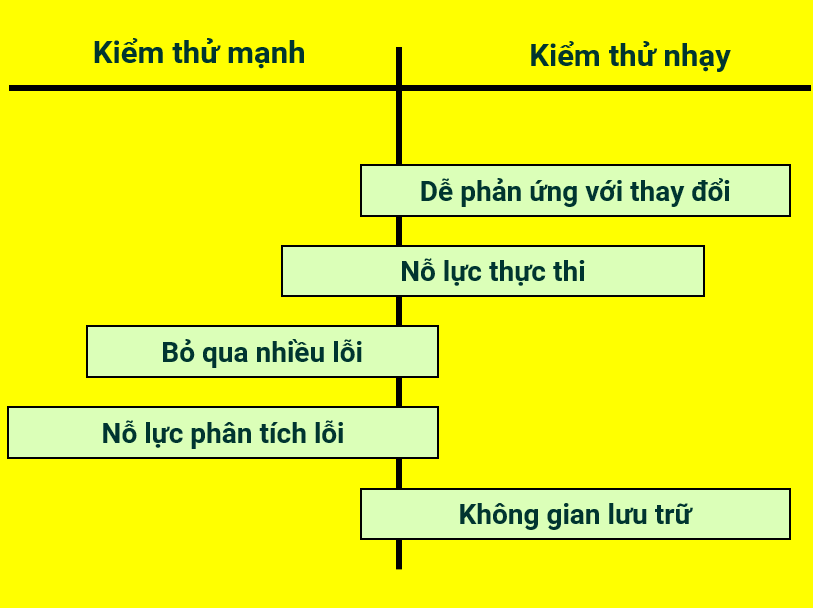 Kiểm thử mạnh
Kiểm thử nhạy
Dễ phản ứng với thay đổi
Nỗ lực thực thi
Bỏ qua nhiều lỗi
Nỗ lực phân tích lỗi
Không gian lưu trữ